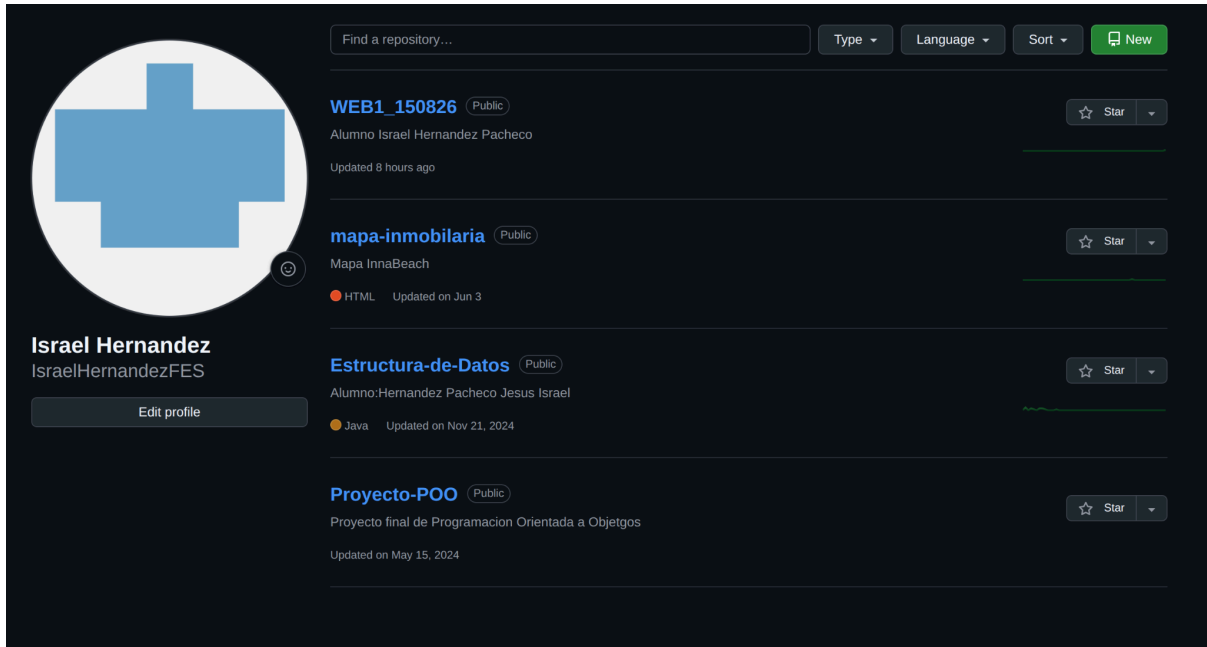 Find a repository…
Type
Language
Sort
New
WEB1_150826 Public
Star
Alumno Israel Hernandez Pacheco
Updated 8 hours ago
mapa-inmobilaria Public
Star
Mapa InnaBeach
HTML Updated on Jun 3
Israel Hernandez
IsraelHernandezFES
Edit profile
Estructura-de-Datos Public
Star
Alumno:Hernandez Pacheco Jesus Israel
Java Updated on Nov 21, 2024
Proyecto-POO Public
Star
Proyecto final de Programacion Orientada a Objetgos
Updated on May 15, 2024